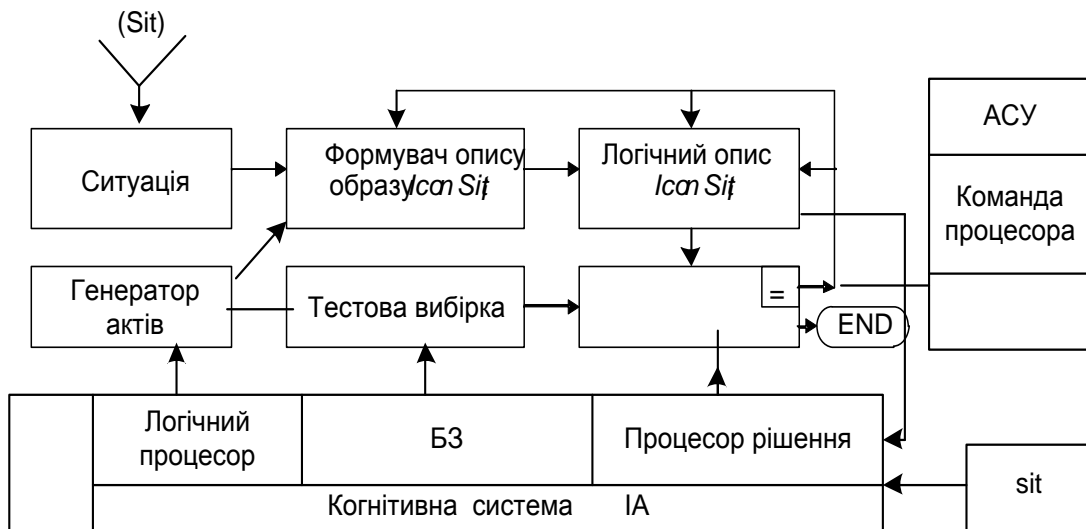 (Sit)
Ситуація
Формувач опису
образу Icon Sit
Логічний опис
Icon Sit
АСУ
Команда
процесора
Генератор
актів
Тестова вибірка
=
END
Логічний
процесор
БЗ
Процесор рішення
Когнітивна система ІА
sit